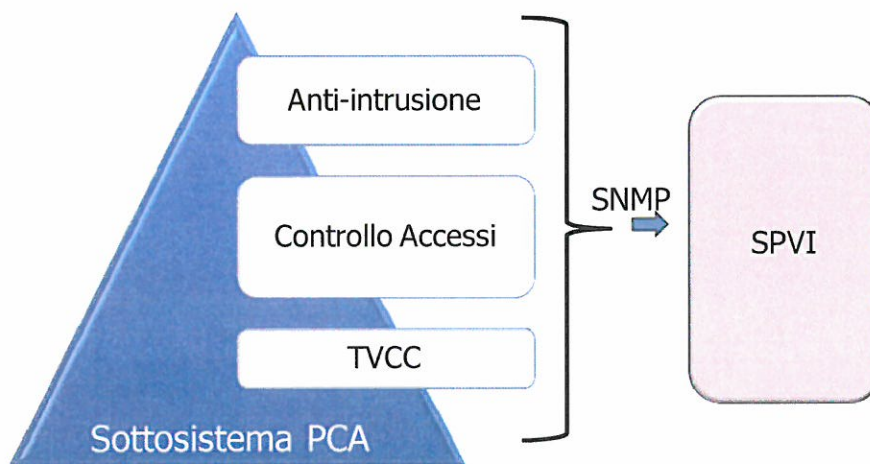 Anti-intrusione
Controllo Accessi
TVCC
Sottosistema PCA
SNMP
SPVI